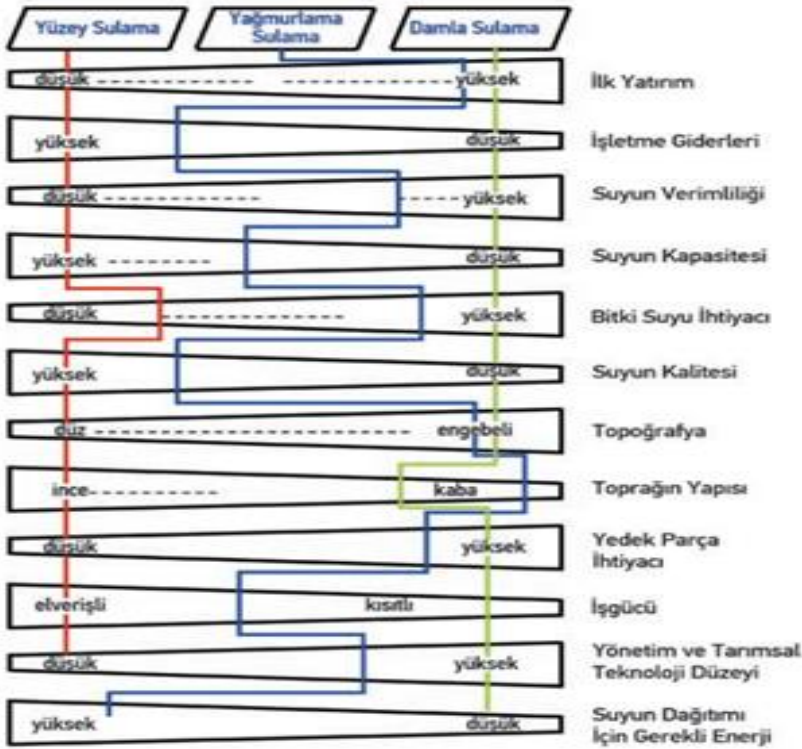 Yüzey Sulama
Yağmurlama
Sulama
Damla Sulama
düşük yüksek İlk Yatırım
yüksek düşük İşletme Giderleri
düşük yüksek Suyun Verimliliği
yüksek düşük Suyun Kapasitesi
düşük yüksek Bitki Suyu İhtiyacı
yüksek düşük Suyun Kalitesi
düz engebeli Topoğrafya
ince kaba Toprağın Yapısı
düşük yüksek Yedek Parça
İhtiyacı
elverişli kısıtlı İşgücü
düşük yüksek Yönetim ve Tarımsal
Teknoloji Düzeyi
yüksek düşük Suyun Dağıtımı
İçin Gerekli Enerji